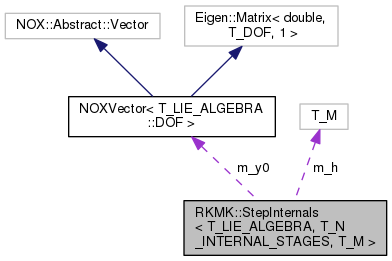 NOX::Abstract::Vector
Eigen::Matrix< double,
T_DOF, 1 >
NOXVector< T_LIE_ALGEBRA
::DOF >
T_M
m_y0
m_h
RKMK::StepInternals
< T_LIE_ALGEBRA, T_N
_INTERNAL_STAGES, T_M >